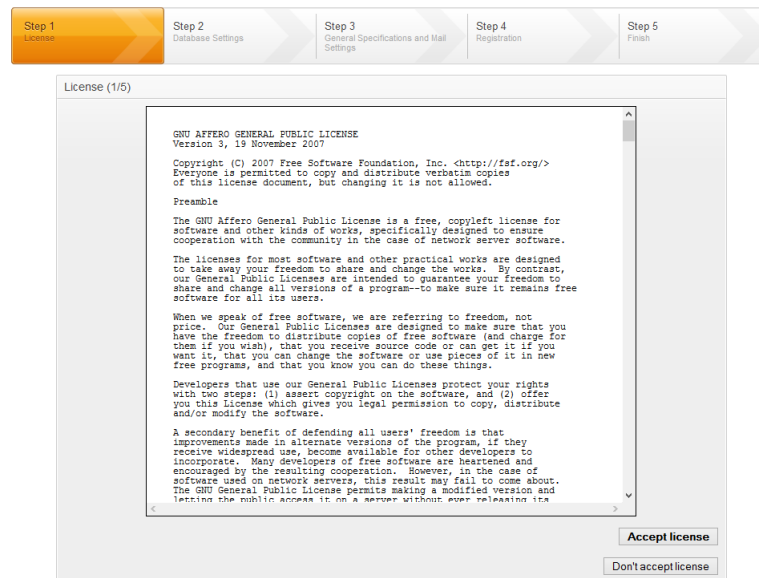 Step 1
License
Step 2
Database Settings
Step 3
General Specifications and Mail
Settings
Step 4
Registration
Step 5
Finish
License (1/5)
GNU AFFERO GENERAL PUBLIC LICENSE
Version 3, 19 November 2007
Copyright (C) 2007 Free Software Foundation, Inc. <http://fsf.org/>
Everyone is permitted to copy and distribute verbatim copies
of this license document, but changing it is not allowed.
Preamble
The GNU Affero General Public License is a free, copyleft license for
software and other kinds of works, specifically designed to ensure
cooperation with the community in the case of network server software.
The licenses for most software and other practical works are designed
to take away your freedom to share and change the works.  By contrast,
our General Public Licenses are intended to guarantee your freedom to
share and change all versions of a program--to make sure it remains free
software for all its users.
When we speak of free software, we are referring to freedom, not
price.  Our General Public Licenses are designed to make sure that you
have the freedom to distribute copies of free software (and charge for
them if you wish), that you receive source code or can get it if you
want it, that you can change the software or use pieces of it in new
free programs, and that you know you can do these things.
Developers that use our General Public Licenses protect your rights
with two steps: (1) assert copyright on the software, and (2) offer
you this License which gives you legal permission to copy, distribute
and/or modify the software.
A secondary benefit of defending all users' freedom is that
improvements made in alternate versions of the program, if they
receive widespread use, become available for other developers to
incorporate.  Many developers of free software are heartened and
encouraged by the resulting cooperation.  However, in the case of
software used on network servers, this result may fail to come about.
The GNU General Public License permits making a modified version and
letting the public access it on a server without ever releasing its
Accept license
Don't accept license